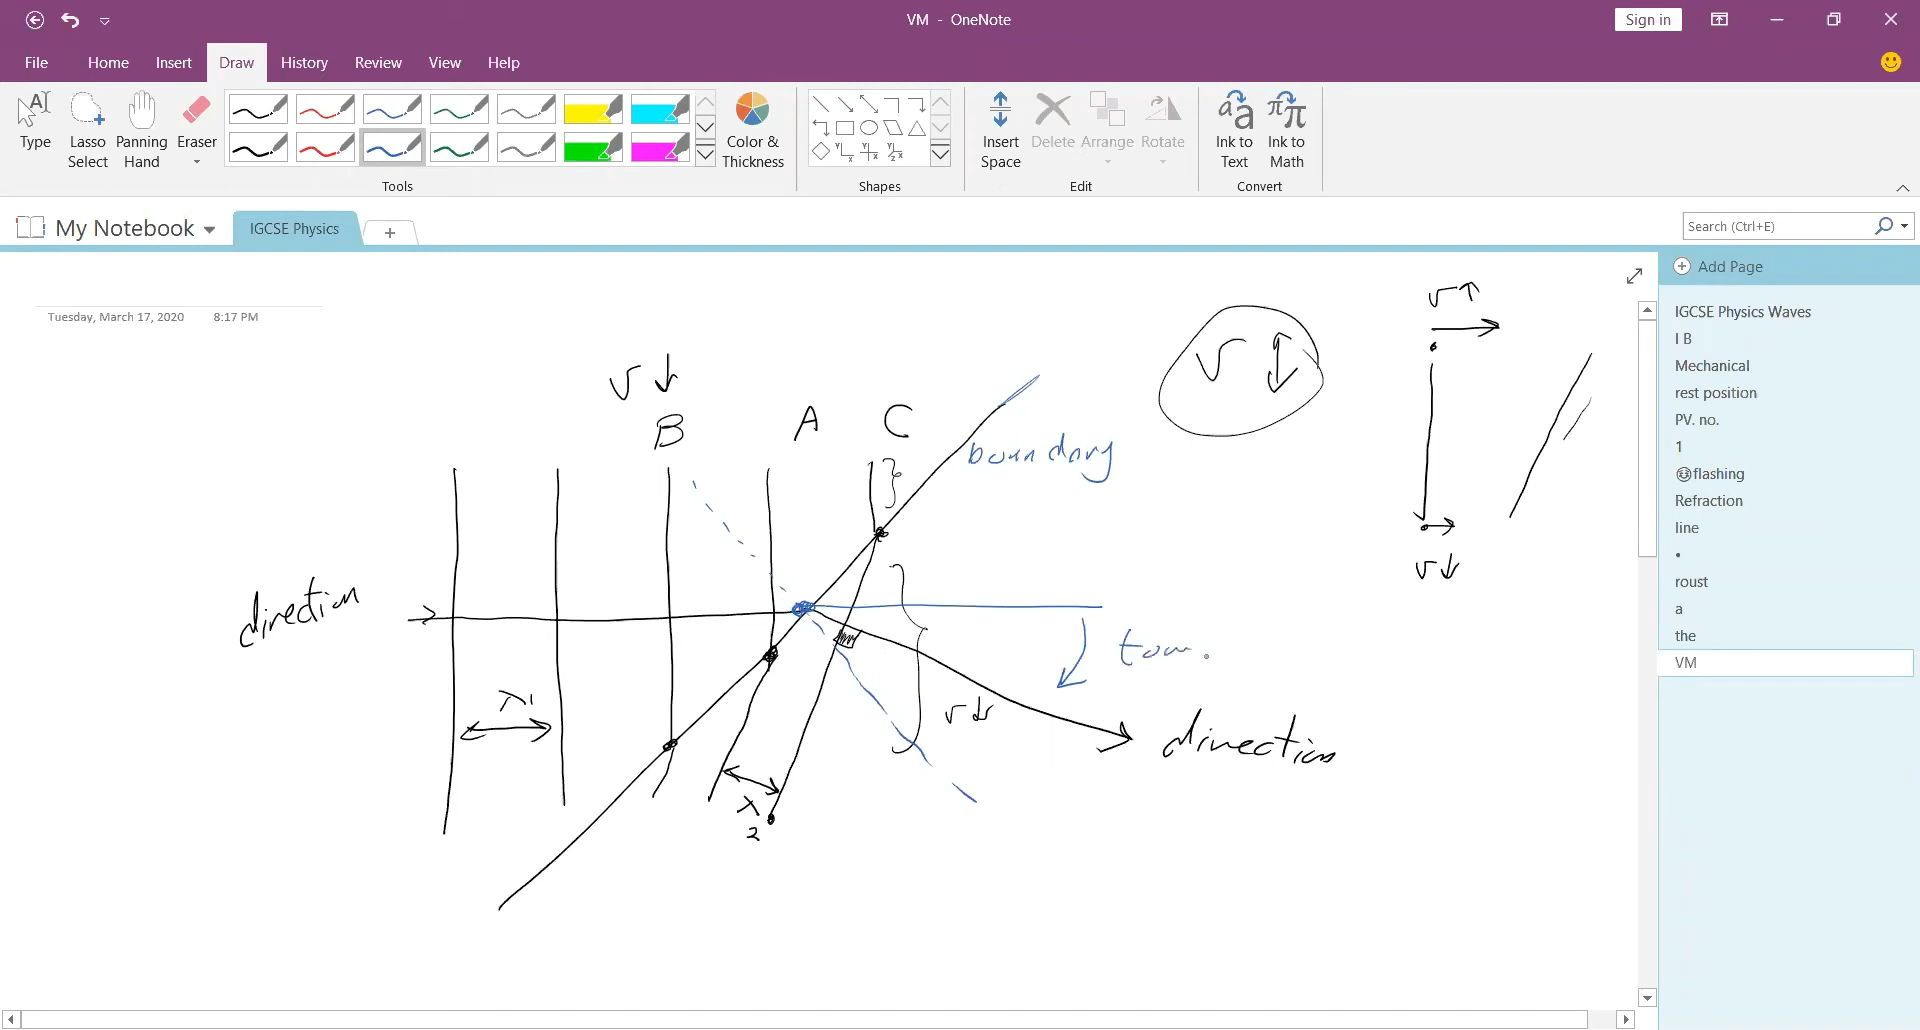 VM - OneNote
Sign in
File Home Insert Draw History Review View Help
Type
Lasso Select
Panning Hand
Eraser
Color & Thickness
Insert Space
Delete
Arrange
Rotate
Ink to Text
Ink to Math
Tools
Shapes
Edit
Convert
My Notebook
IGCSE Physics
Search (Ctrl+E)
Add Page
IGCSE Physics Waves
I B
Mechanical
rest position
PV. no.
1
flashing
Refraction
line
•
roust
a
the
VM
Tuesday, March 17, 2020 8:17 PM
v↑
v ↕
v ↓
B A C
boundary
v↓
direction
tow.
λ1
v↓
direction
λ2